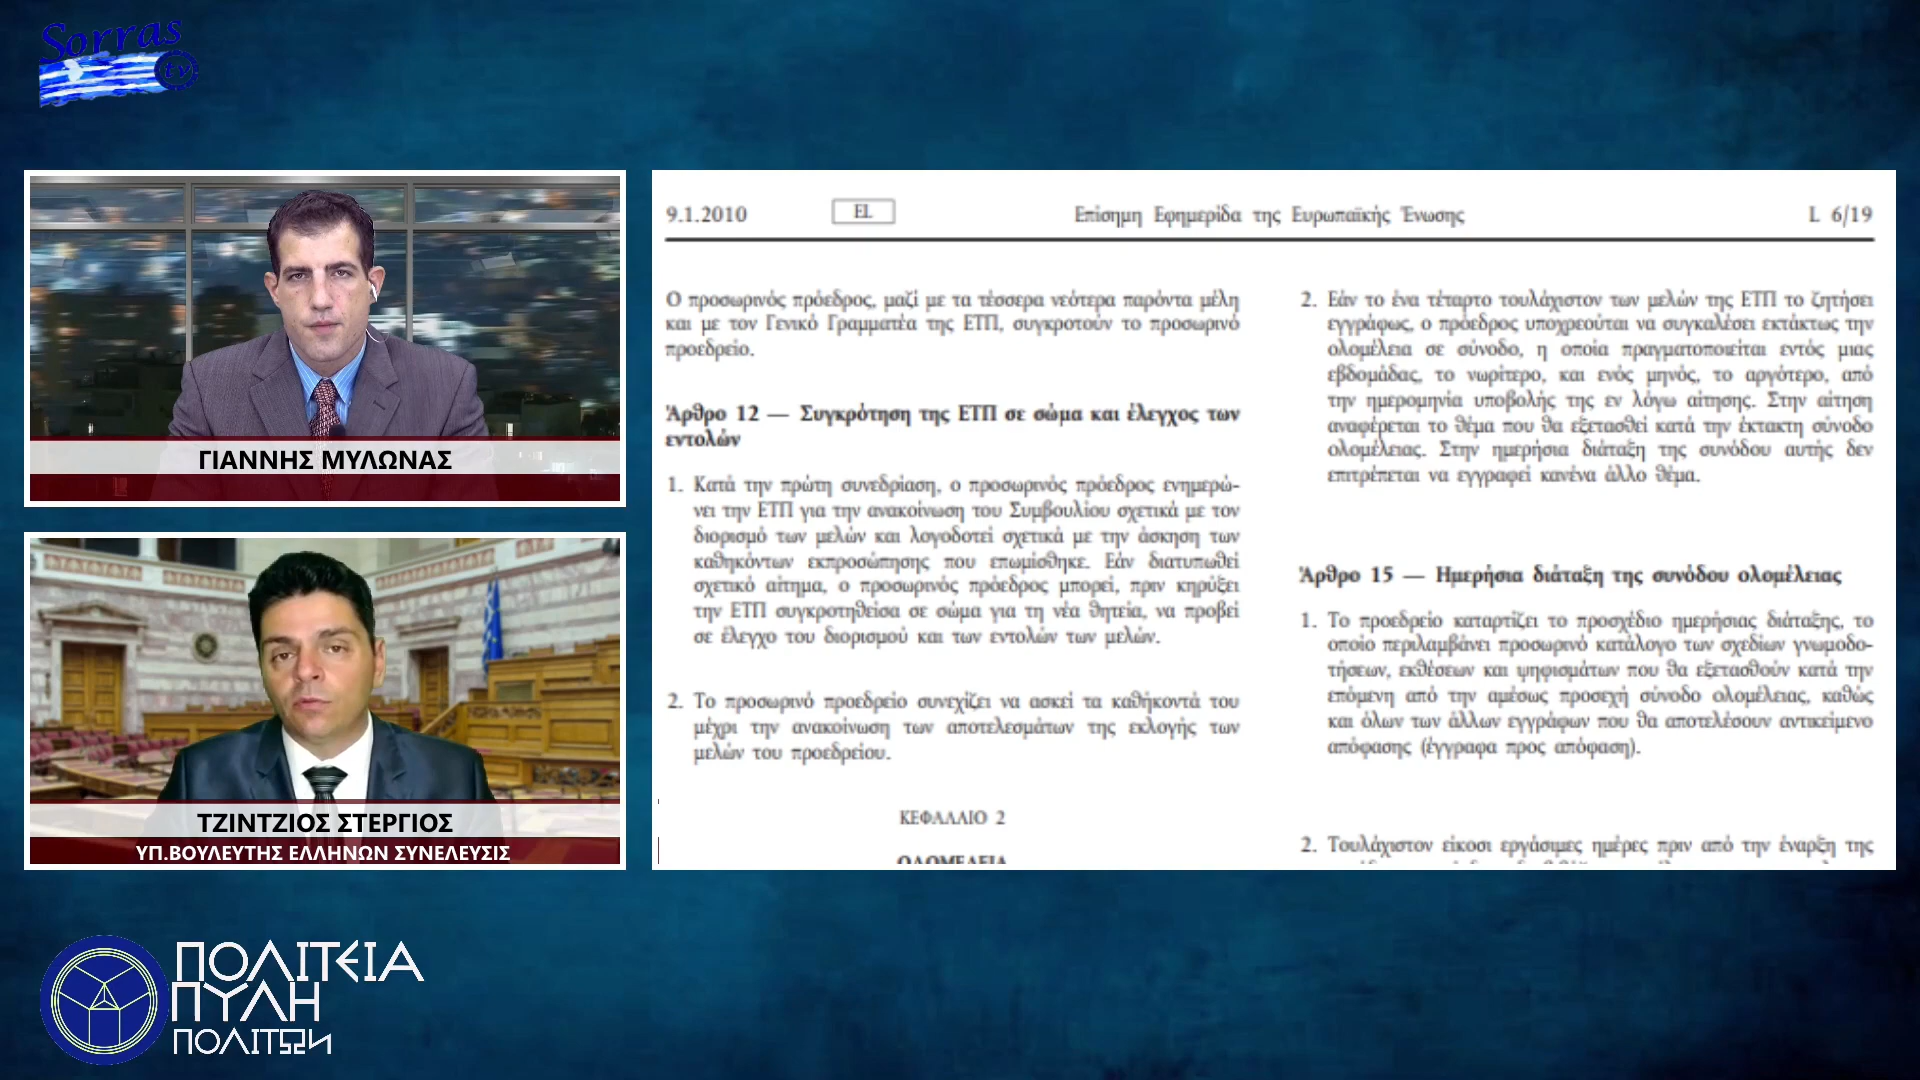 Sorras
tv
ΓΙΑΝΝΗΣ ΜΥΛΩΝΑΣ
ΤΖΙΝΤΖΙΟΣ ΣΤΕΡΓΙΟΣ
ΥΠ.ΒΟΥΛΕΥΤΗΣ ΕΛΛΗΝΩΝ ΣΥΝΕΛΕΥΣΙΣ
9.1.2010 EL Επίσημη Εφημερίδα της Ευρωπαϊκής Ένωσης L 6/19
Ο προσωρινός πρόεδρος, μαζί με τα τέσσερα νεότερα παρόντα μέλη
και με τον Γενικό Γραμματέα της ΕΤΠ, συγκροτούν το προσωρινό
προεδρείο.
Άρθρο 12 — Συγκρότηση της ΕΤΠ σε σώμα και έλεγχος των
εντολών
1. Κατά την πρώτη συνεδρίαση, ο προσωρινός πρόεδρος ενημερώ-
νει την ΕΤΠ για την ανακοίνωση του Συμβουλίου σχετικά με τον
διορισμό των μελών και λογοδοτεί σχετικά με την άσκηση των
καθηκόντων εκπροσώπησης που επωμίσθηκε. Εάν διατυπωθεί
σχετικό αίτημα, ο προσωρινός πρόεδρος μπορεί, πριν κηρύξει
την ΕΤΠ συγκροτηθείσα σε σώμα για τη νέα θητεία, να προβεί
σε έλεγχο του διορισμού και των εντολών των μελών.
2. Το προσωρινό προεδρείο συνεχίζει να ασκεί τα καθήκοντά του
μέχρι την ανακοίνωση των αποτελεσμάτων της εκλογής των
μελών του προεδρείου.
ΚΕΦΑΛΑΙΟ 2
ΟΛΟΜΕΛΕΙΑ
2. Εάν το ένα τέταρτο τουλάχιστον των μελών της ΕΤΠ το ζητήσει
εγγράφως, ο πρόεδρος υποχρεούται να συγκαλέσει εκτάκτως την
ολομέλεια σε σύνοδο, η οποία πραγματοποιείται εντός μιας
εβδομάδας, το νωρίτερο, και ενός μηνός, το αργότερο, από
την ημερομηνία υποβολής της εν λόγω αίτησης. Στην αίτηση
αναφέρεται το θέμα που θα εξετασθεί κατά την έκτακτη σύνοδο
ολομέλειας. Στην ημερήσια διάταξη της συνόδου αυτής δεν
επιτρέπεται να εγγραφεί κανένα άλλο θέμα.
Άρθρο 15 — Ημερήσια διάταξη της συνόδου ολομέλειας
1. Το προεδρείο καταρτίζει το προσχέδιο ημερήσιας διάταξης, το
οποίο περιλαμβάνει προσωρινό κατάλογο των σχεδίων γνωμοδο-
τήσεων, εκθέσεων και ψηφισμάτων που θα εξετασθούν κατά την
επόμενη από την αμέσως προσεχή σύνοδο ολομέλειας, καθώς
και όλων των άλλων εγγράφων που θα αποτελέσουν αντικείμενο
απόφασης (έγγραφα προς απόφαση).
2. Τουλάχιστον είκοσι εργάσιμες ημέρες πριν από την έναρξη της
ΠΟΛΙΤΕΙΑ
ΠΥΛΗ
ΠΟΛΙΤΩΝ